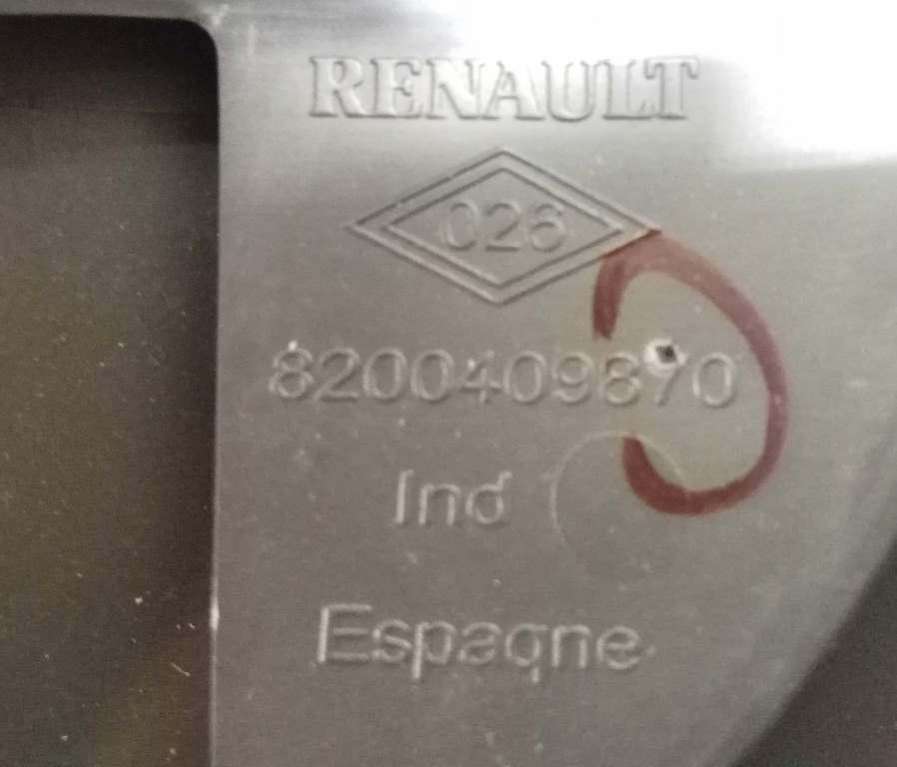 RENAULT
026
8200409870
Ind
Espagne